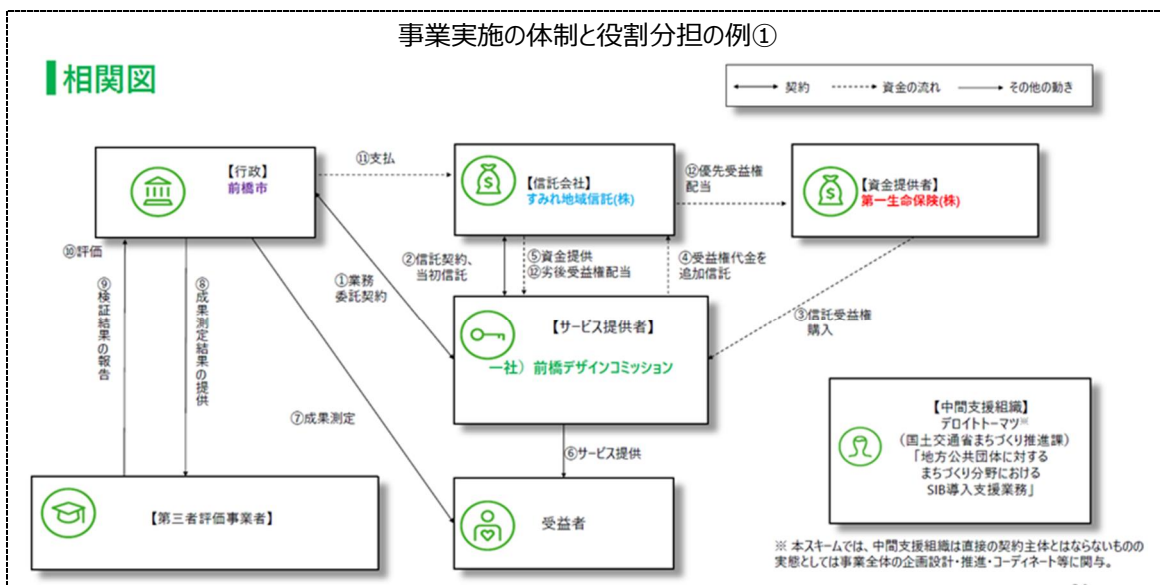 事業実施の体制と役割分担の例①
相関図
契約
資金の流れ
その他の動き
【行政】
前橋市
⑪支払
【信託会社】
すみれ地域信託(株)
⑫優先受益権
配当
【資金提供者】
第一生命保険(株)
⑩評価
⑨検証結果の報告
⑧成果測定結果の提供
①業務
委託契約
②信託契約、
当初信託
⑤資金提供
⑫劣後受益権配当
④受益権代金を
追加信託
③信託受益権
購入
【サービス提供者】
一社）前橋デザインコミッション
⑦成果測定
⑥サービス提供
【第三者評価事業者】
受益者
【中間支援組織】
デロイトトーマツ※
（国土交通省まちづくり推進課）
「地方公共団体に対する
まちづくり分野における
SIB導入支援業務」
※ 本スキームでは、中間支援組織は直接の契約主体とはならないものの
実態としては事業全体の企画設計・推進・コーディネート等に関与。